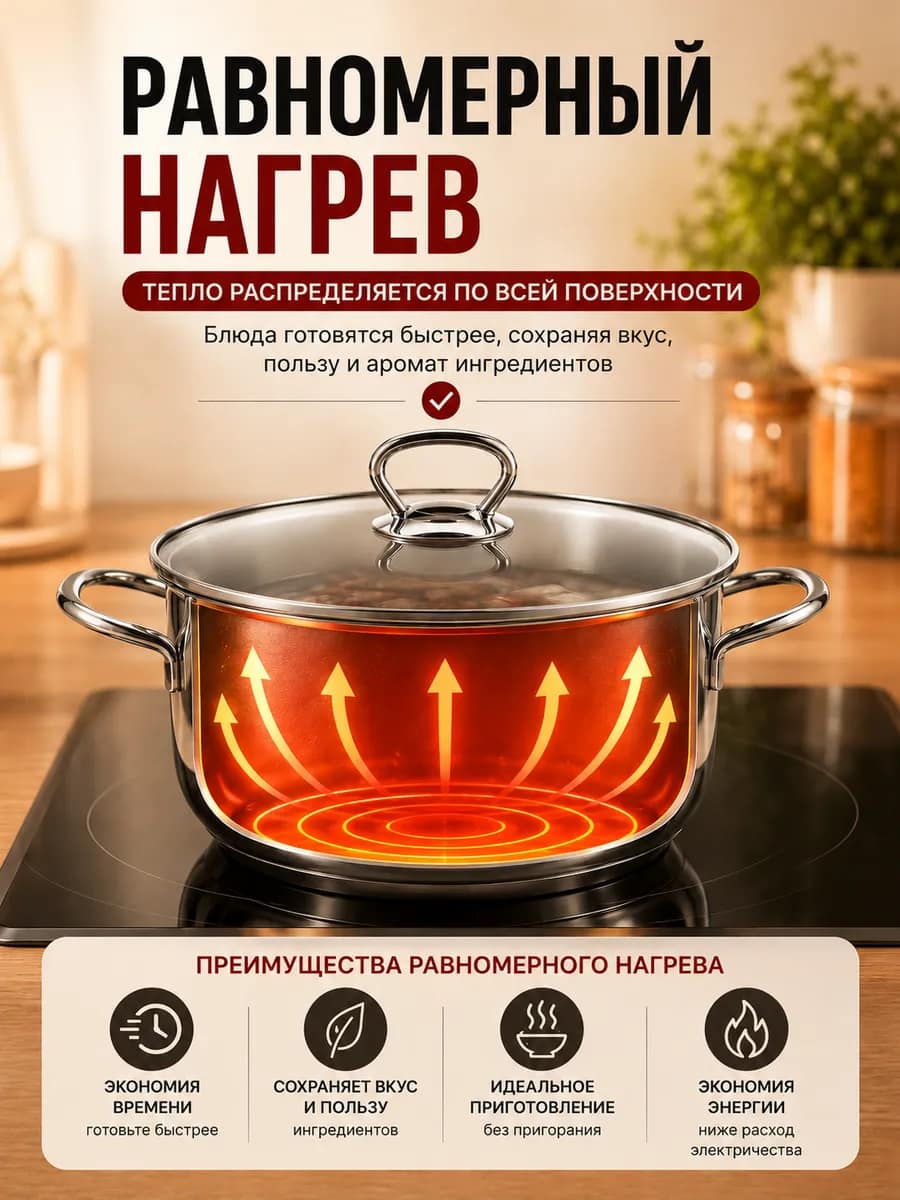 РАВНОМЕРНЫЙ
НАГРЕВ
ТЕПЛО РАСПРЕДЕЛЯЕТСЯ ПО ВСЕЙ ПОВЕРХНОСТИ
Блюда готовятся быстрее, сохраняя вкус,
пользу и аромат ингредиентов
ПРЕИМУЩЕСТВА РАВНОМЕРНОГО НАГРЕВА
ЭКОНОМИЯ
ВРЕМЕНИ
готовьте быстрее
СОХРАНЯЕТ ВКУС
И ПОЛЬЗУ
ингредиентов
ИДЕАЛЬНОЕ
ПРИГОТОВЛЕНИЕ
без пригорания
ЭКОНОМИЯ
ЭНЕРГИИ
ниже расход
электричества